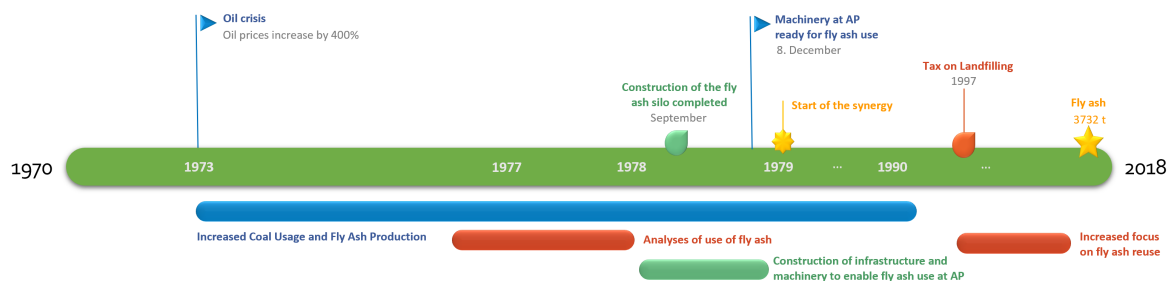 Oil crisis
Oil prices increase by 400%
Machinery at AP
ready for fly ash use
8. December
Construction of the fly
ash silo completed
September
Start of the synergy
Tax on Landfilling
1997
Fly ash
3732 t
1970
1973
1977
1978
1979
...
1990
...
2018
Increased Coal Usage and Fly Ash Production
Analyses of use of fly ash
Construction of infrastructure and
machinery to enable fly ash use at AP
Increased focus
on fly ash reuse